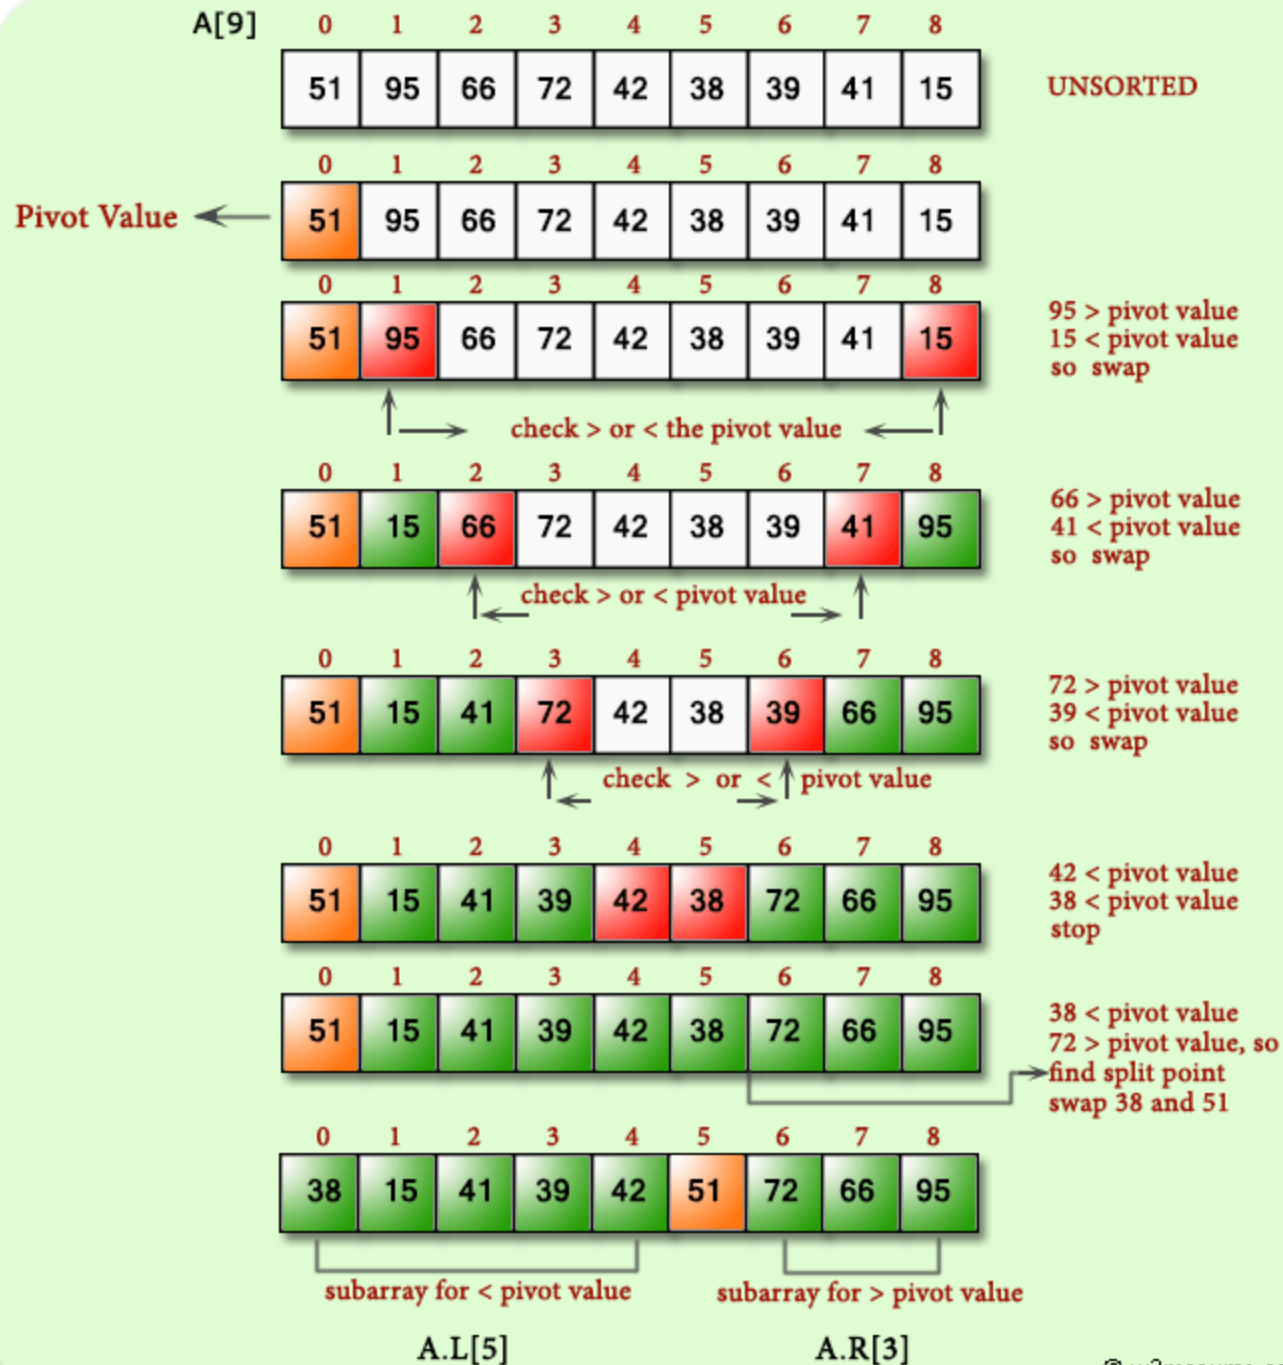 A[9] 0 1 2 3 4 5 6 7 8
51 95 66 72 42 38 39 41 15 UNSORTED
0 1 2 3 4 5 6 7 8
Pivot Value 51 95 66 72 42 38 39 41 15
0 1 2 3 4 5 6 7 8
51 95 66 72 42 38 39 41 15
95 > pivot value
15 < pivot value
so swap
check > or < the pivot value
0 1 2 3 4 5 6 7 8
51 15 66 72 42 38 39 41 95
66 > pivot value
41 < pivot value
so swap
check > or < pivot value
0 1 2 3 4 5 6 7 8
51 15 41 72 42 38 39 66 95
72 > pivot value
39 < pivot value
so swap
check > or < pivot value
0 1 2 3 4 5 6 7 8
51 15 41 39 42 38 72 66 95
42 < pivot value
38 < pivot value
stop
0 1 2 3 4 5 6 7 8
51 15 41 39 42 38 72 66 95
38 < pivot value
72 > pivot value, so
find split point
swap 38 and 51
0 1 2 3 4 5 6 7 8
38 15 41 39 42 51 72 66 95
subarray for < pivot value
subarray for > pivot value
A.L[5] A.R[3]